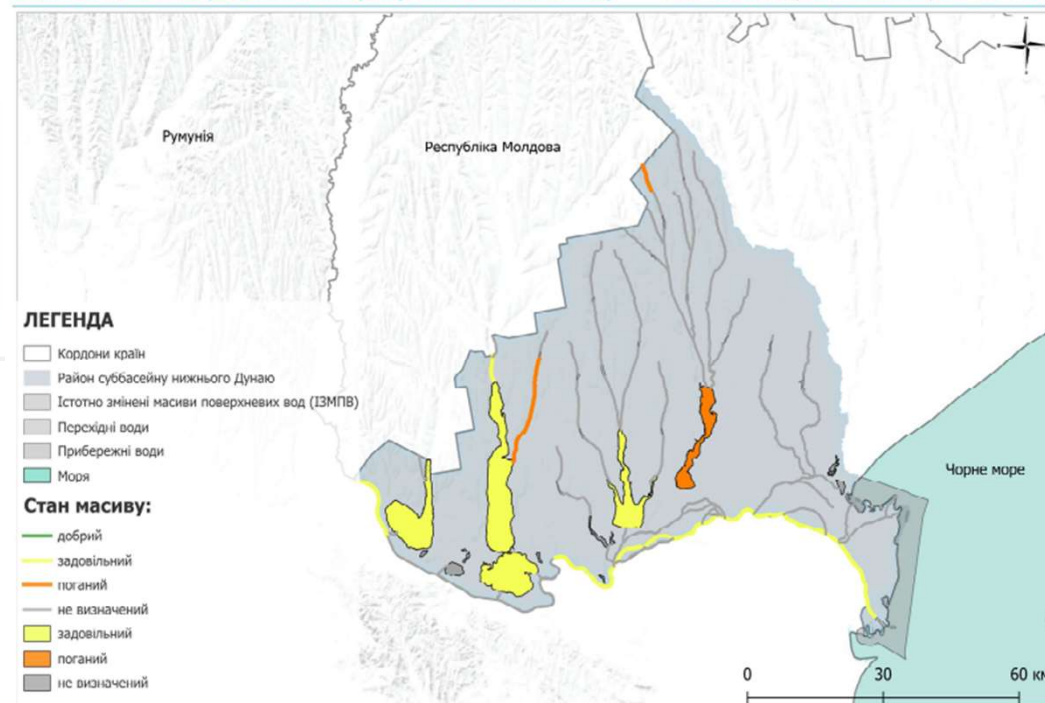 Румунія
Республіка Молдова
ЛЕГЕНДА
Кордони країн
Район суббасейну нижнього Дунаю
Істотно змінені масиви поверхневих вод (ІЗМПВ)
Перехідні води
Прибережні води
Моря
Чорне море
Стан масиву:
добрий
задовільний
поганий
не визначений
задовільний
поганий
не визначений
0 30 60 км